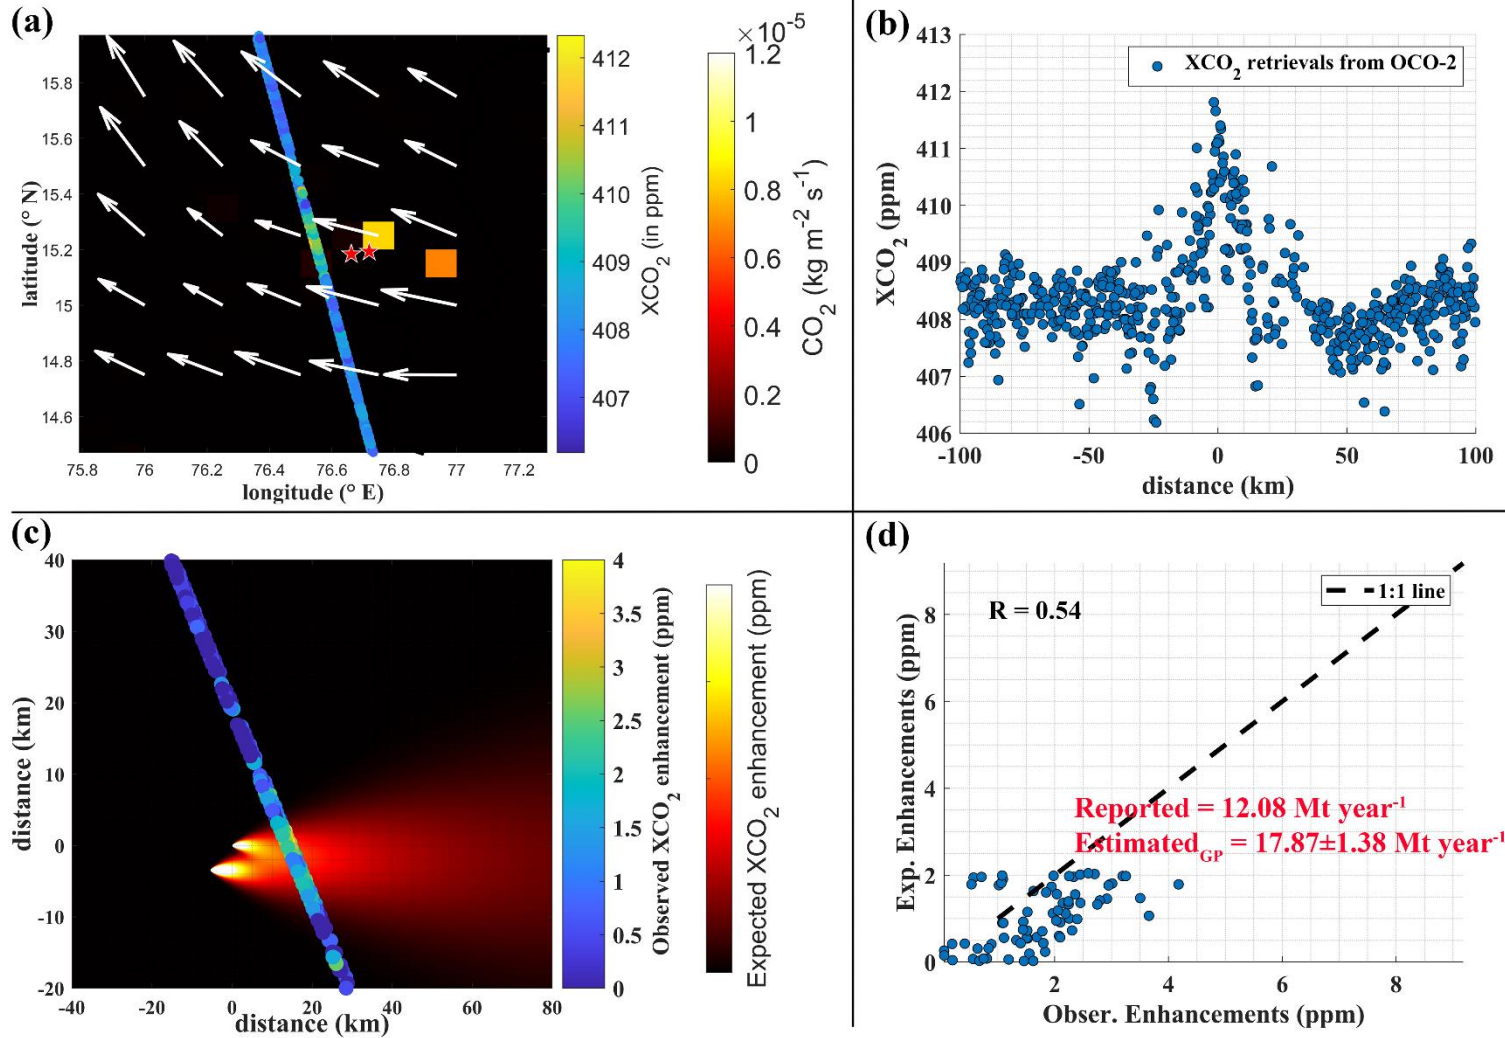 (a)
×10⁻⁵
15.8
15.6
15.4
15.2
15
14.8
14.6
latitude (° N)
75.8 76 76.2 76.4 76.6 76.8 77 77.2
longitude (° E)
412
411
410
409
408
407
XCO₂ (in ppm)
12
1
0.8
0.6
0.4
0.2
0
CO₂ (kg m⁻² s⁻¹)
(b)
413
412
411
410
409
408
407
406
XCO₂ (ppm)
XCO₂ retrievals from OCO-2
-100 -50 0 50 100
distance (km)
(c)
40
30
20
10
0
-10
-20
distance (km)
-40 -20 0 20 40 60 80
distance (km)
4
3.5
3
2.5
2
1.5
1
0.5
0
Observed XCO₂ enhancement (ppm)
Expected XCO₂ enhancement (ppm)
(d)
8
6
4
2
0
Exp. Enhancements (ppm)
1:1 line
R = 0.54
Reported = 12.08 Mt year⁻¹
Estimated_GP = 17.87±1.38 Mt year⁻¹
2 4 6 8
Obser. Enhancements (ppm)